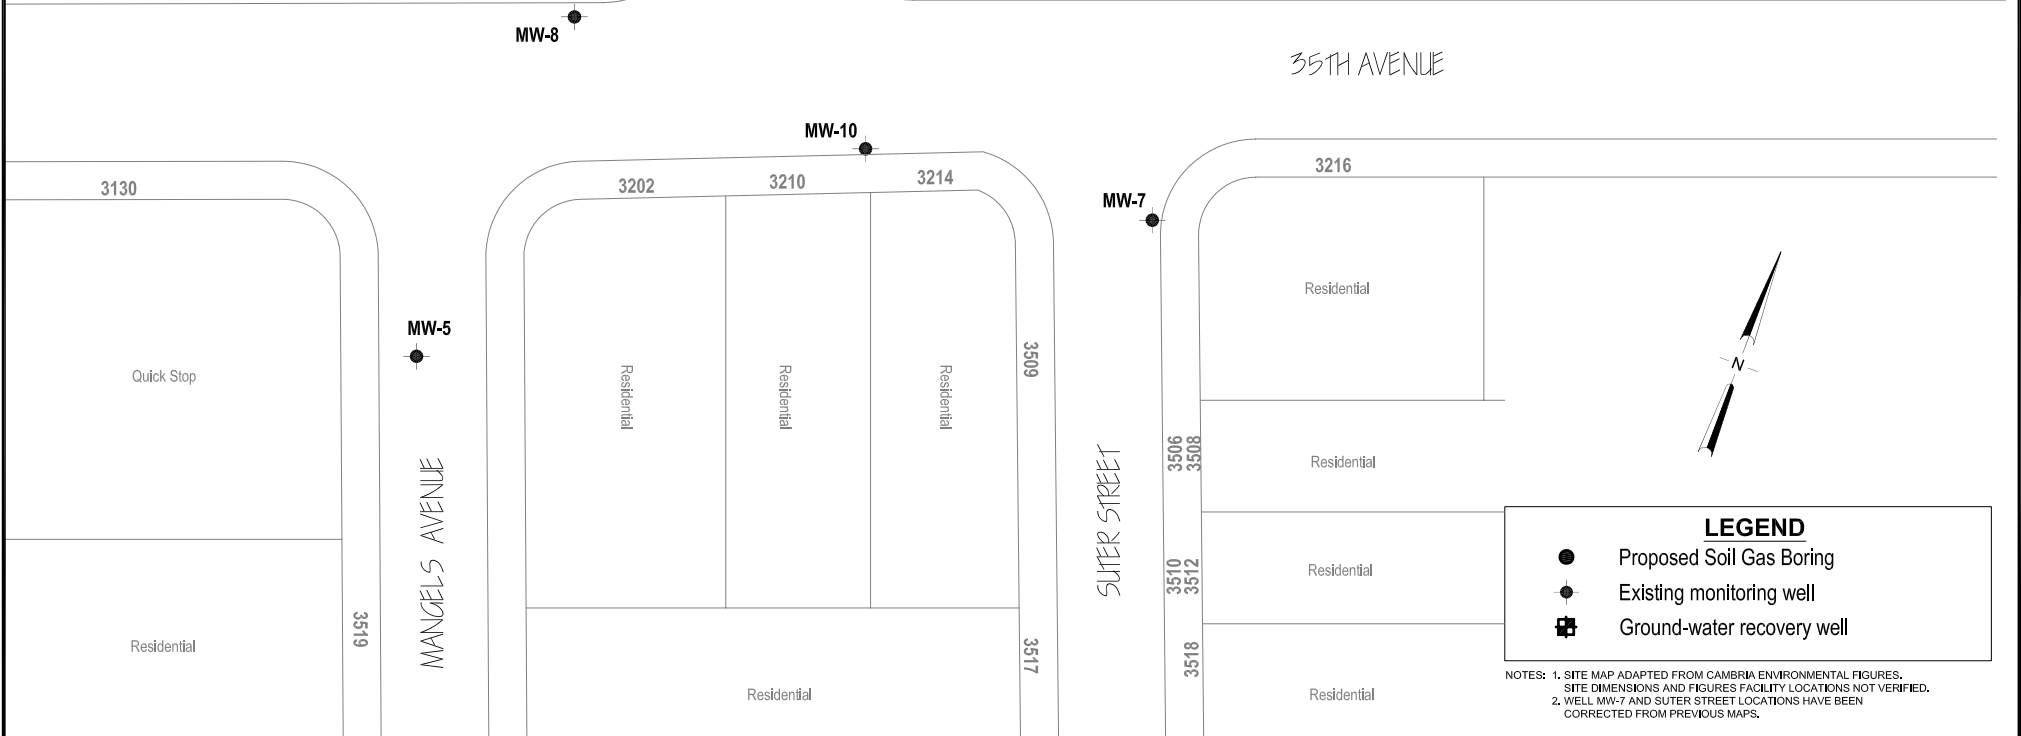 MW-8
35TH AVENUE
MW-10
3130
3202
3210
3214
3216
MW-7
MW-5
Quick Stop
Residential
Residential
Residential
3509
Residential
N
MANGELS AVENUE
SUTER STREET
3506
3508
Residential
3510
3512
Residential
3519
Residential
3517
3518
Residential
Residential
LEGEND
Proposed Soil Gas Boring
Existing monitoring well
Ground-water recovery well
NOTES: 1. SITE MAP ADAPTED FROM CAMBRIA ENVIRONMENTAL FIGURES.
SITE DIMENSIONS AND FIGURES FACILITY LOCATIONS NOT VERIFIED.
2. WELL MW-7 AND SUTER STREET LOCATIONS HAVE BEEN
CORRECTED FROM PREVIOUS MAPS.